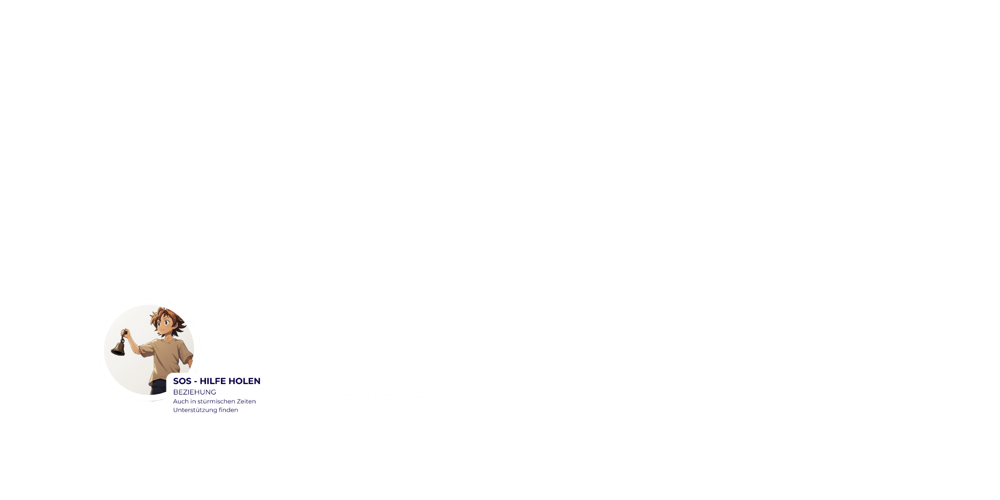 SOS - HILFE HOLEN
BEZIEHUNG
Auch in stürmischen Zeiten
Unterstützung finden